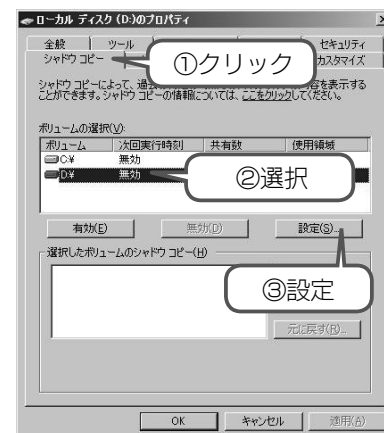 ローカル ディスク (D:)のプロパティ
全般 ツール セキュリティ
シャドウ コピー カスタマイズ
①クリック
シャドウ コピーによって、過去 容を表示する
ことができます。シャドウ コピーの情報については、ここをクリックしてください。
ボリュームの選択(V):
ボリューム 次回実行時刻 共有数 使用領域
C:¥ 無効
D:¥ 無効
②選択
有効(E) 無効(D) 設定(S)...
選択したボリュームのシャドウ コピー(H)
③設定
元に戻す(R)...
OK キャンセル 適用(A)